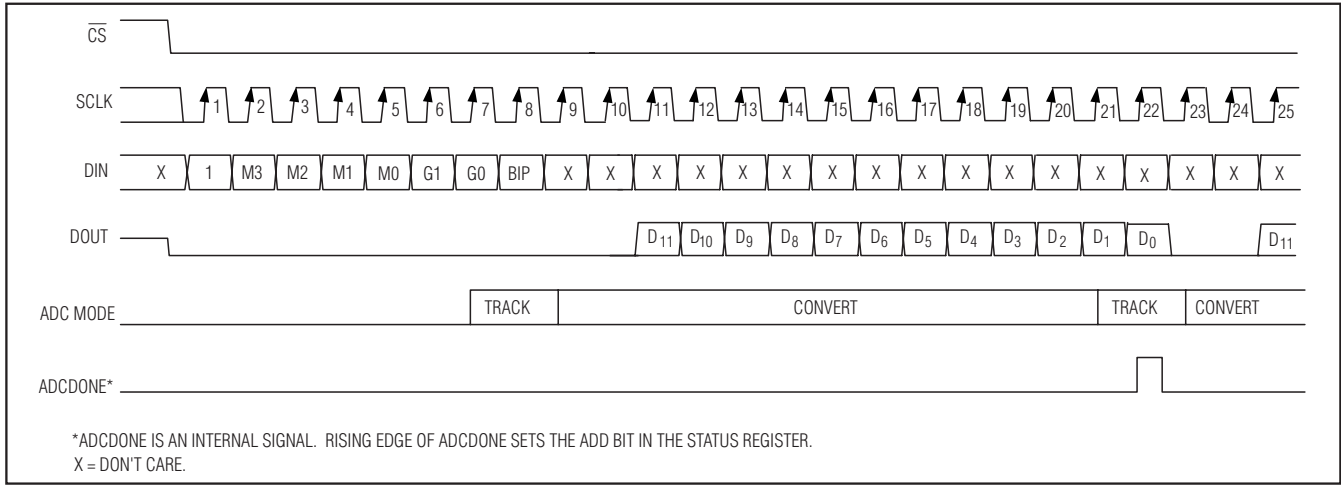 CS
SCLK 1 2 3 4 5 6 7 8 9 10 11 12 13 14 15 16 17 18 19 20 21 22 23 24 25
DIN X 1 M3 M2 M1 M0 G1 G0 BIP X X X X X X X X X X X X X X X X X
DOUT D11 D10 D9 D8 D7 D6 D5 D4 D3 D2 D1 D0 D11
ADC MODE TRACK CONVERT TRACK CONVERT
ADCDONE*
*ADCDONE IS AN INTERNAL SIGNAL. RISING EDGE OF ADCDONE SETS THE ADD BIT IN THE STATUS REGISTER.
X = DON'T CARE.